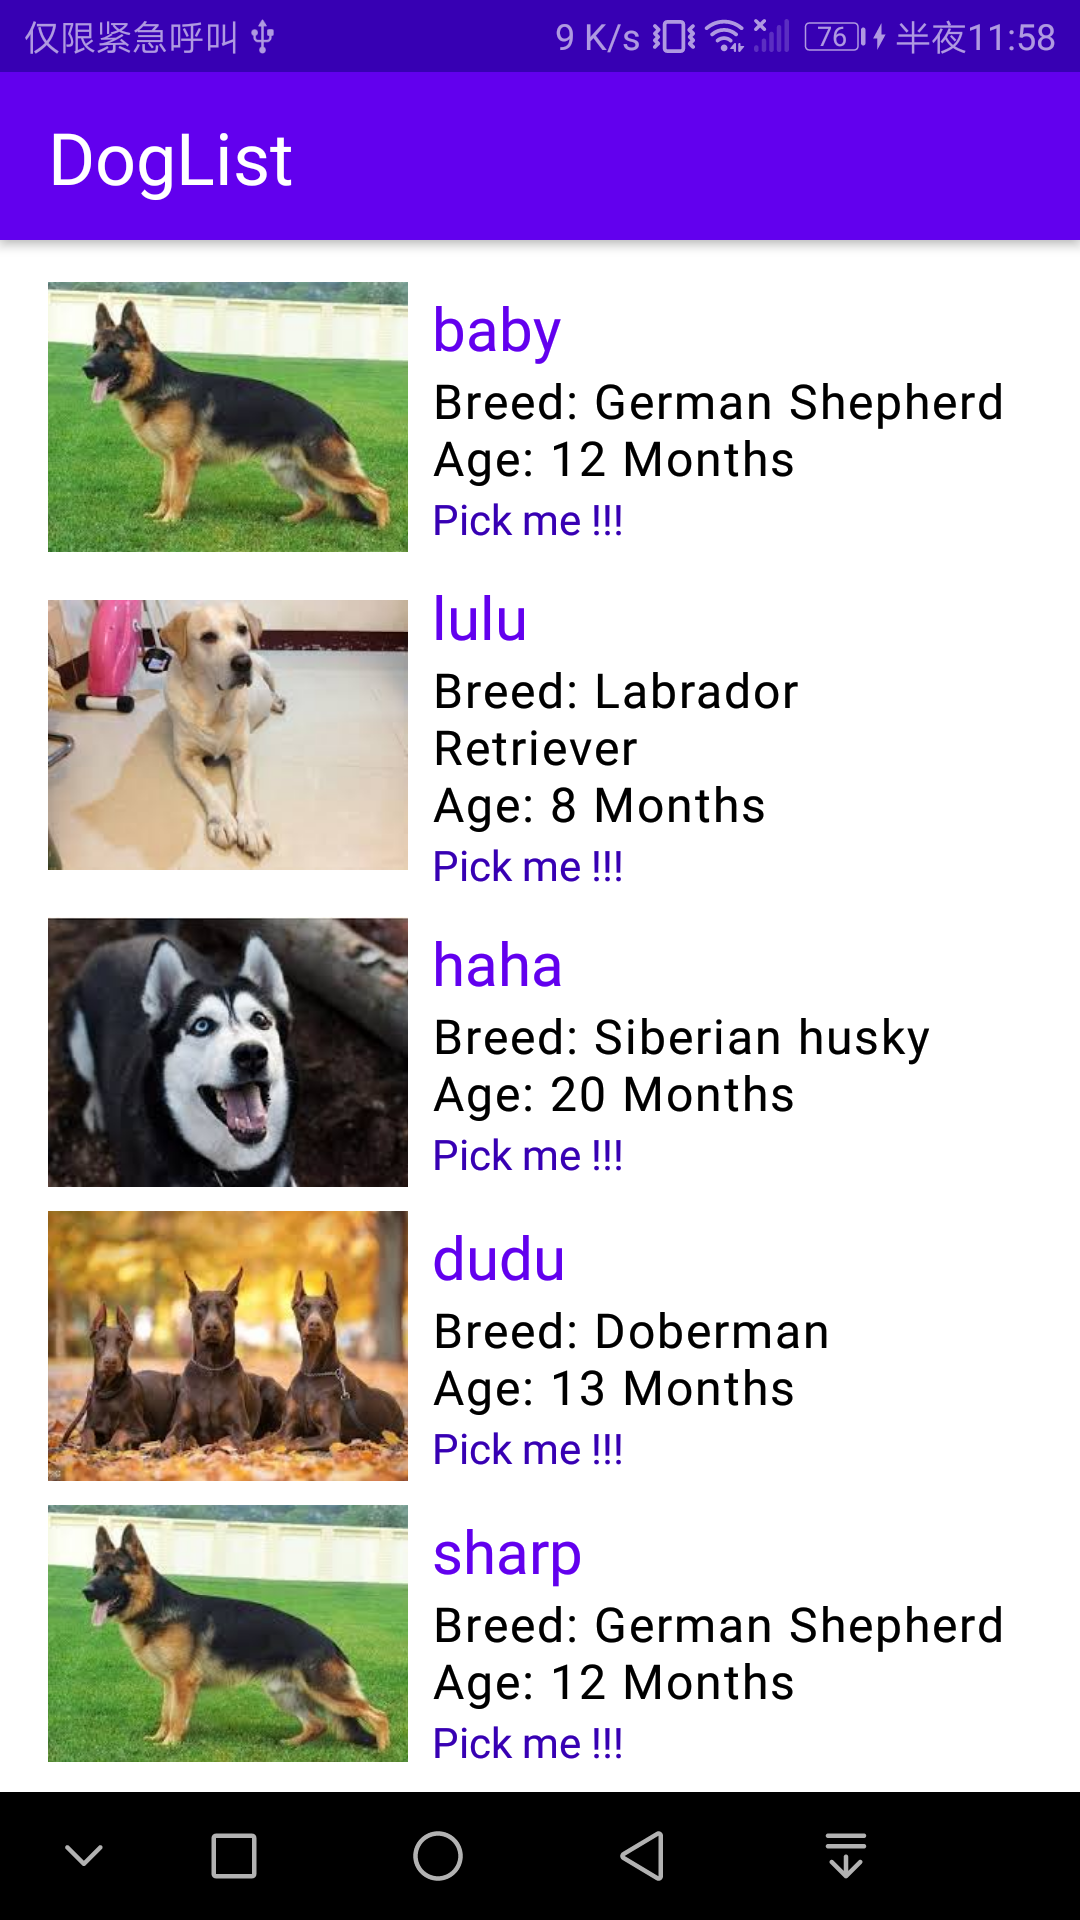 仅限紧急呼叫 9 K/s 76 半夜11:58
DogList
baby
Breed: German Shepherd
Age: 12 Months
Pick me !!!
lulu
Breed: Labrador
Retriever
Age: 8 Months
Pick me !!!
haha
Breed: Siberian husky
Age: 20 Months
Pick me !!!
dudu
Breed: Doberman
Age: 13 Months
Pick me !!!
sharp
Breed: German Shepherd
Age: 12 Months
Pick me !!!